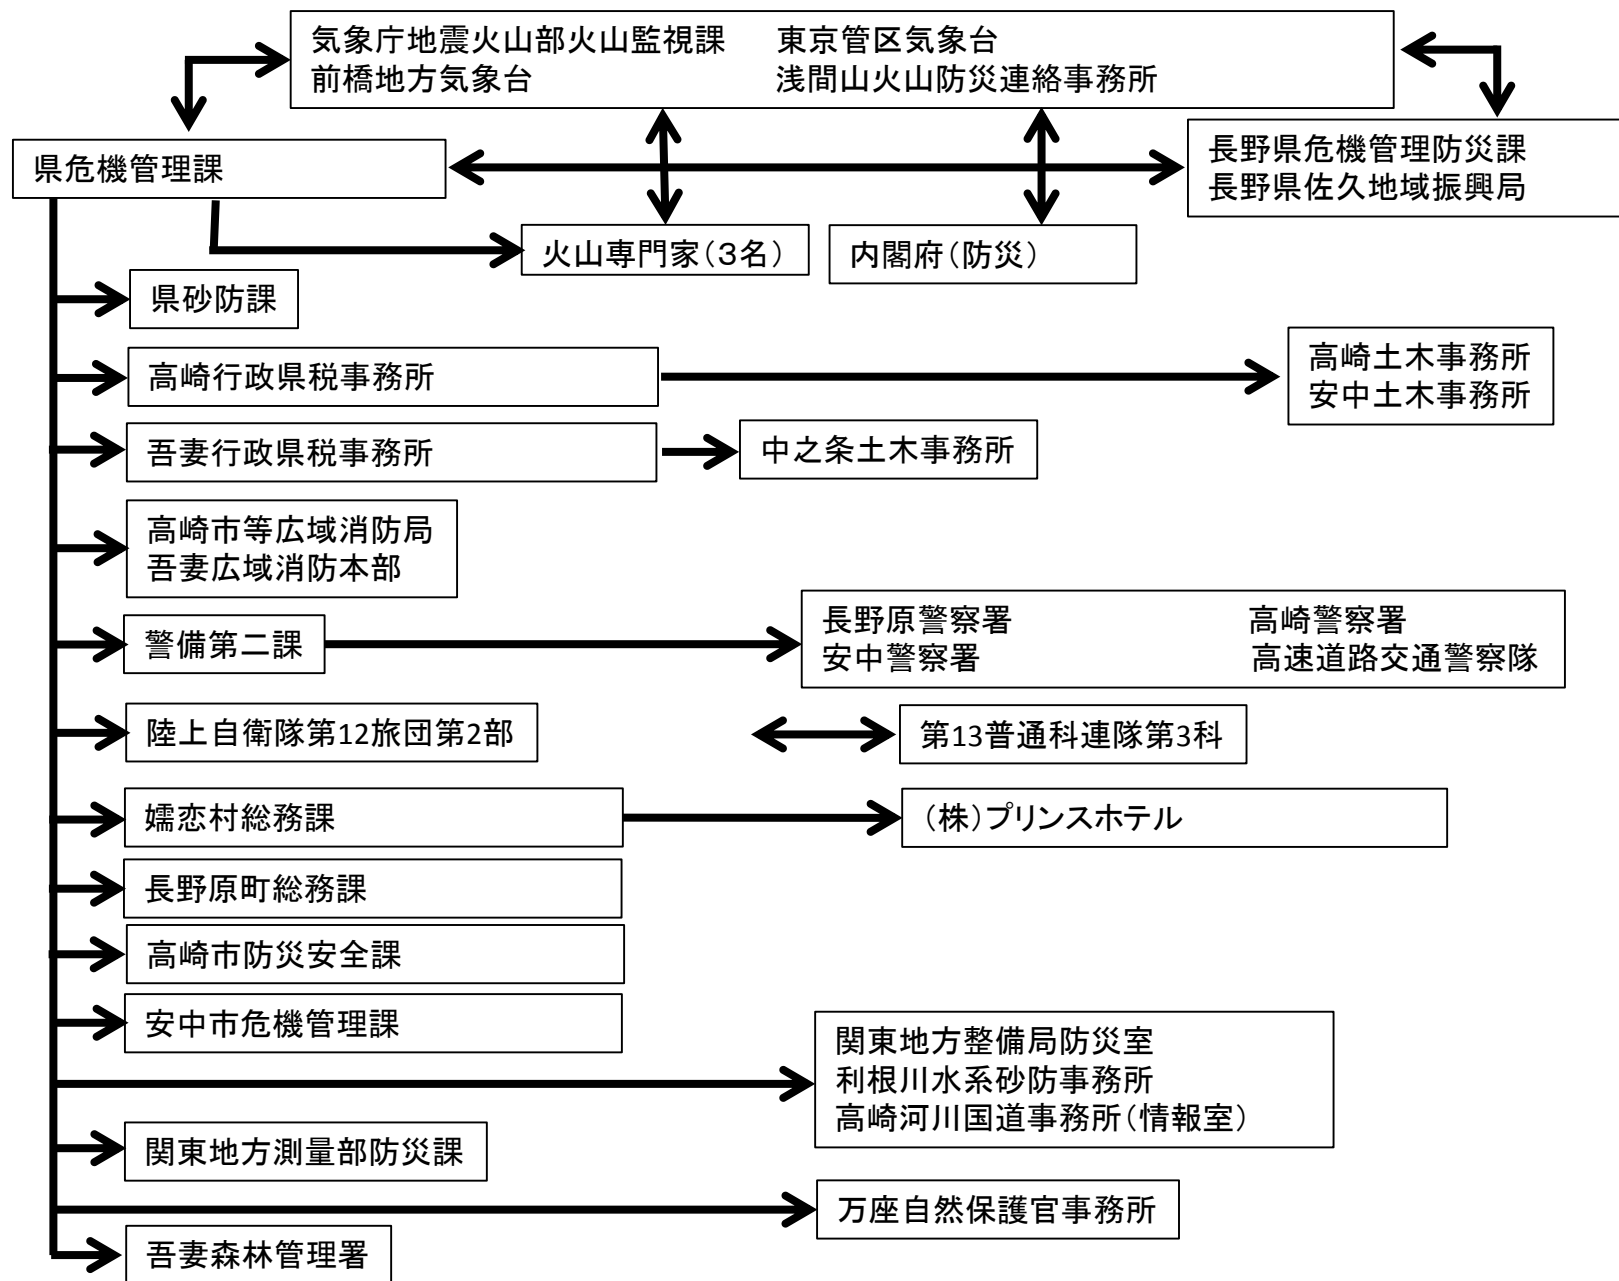 気象庁地震火山部火山監視課　東京管区気象台
前橋地方気象台　浅間山火山防災連絡事務所
県危機管理課
長野県危機管理防災課
長野県佐久地域振興局
火山専門家(3名)
内閣府(防災)
県砂防課
高崎行政県税事務所
高崎土木事務所
安中土木事務所
吾妻行政県税事務所
中之条土木事務所
高崎市等広域消防局
吾妻広域消防本部
警備第二課
長野原警察署　高崎警察署
安中警察署　高速道路交通警察隊
陸上自衛隊第12旅団第2部
第13普通科連隊第3科
嬬恋村総務課
(株)プリンスホテル
長野原町総務課
高崎市防災安全課
安中市危機管理課
関東地方整備局防災室
利根川水系砂防事務所
高崎河川国道事務所(情報室)
関東地方測量部防災課
万座自然保護官事務所
吾妻森林管理署